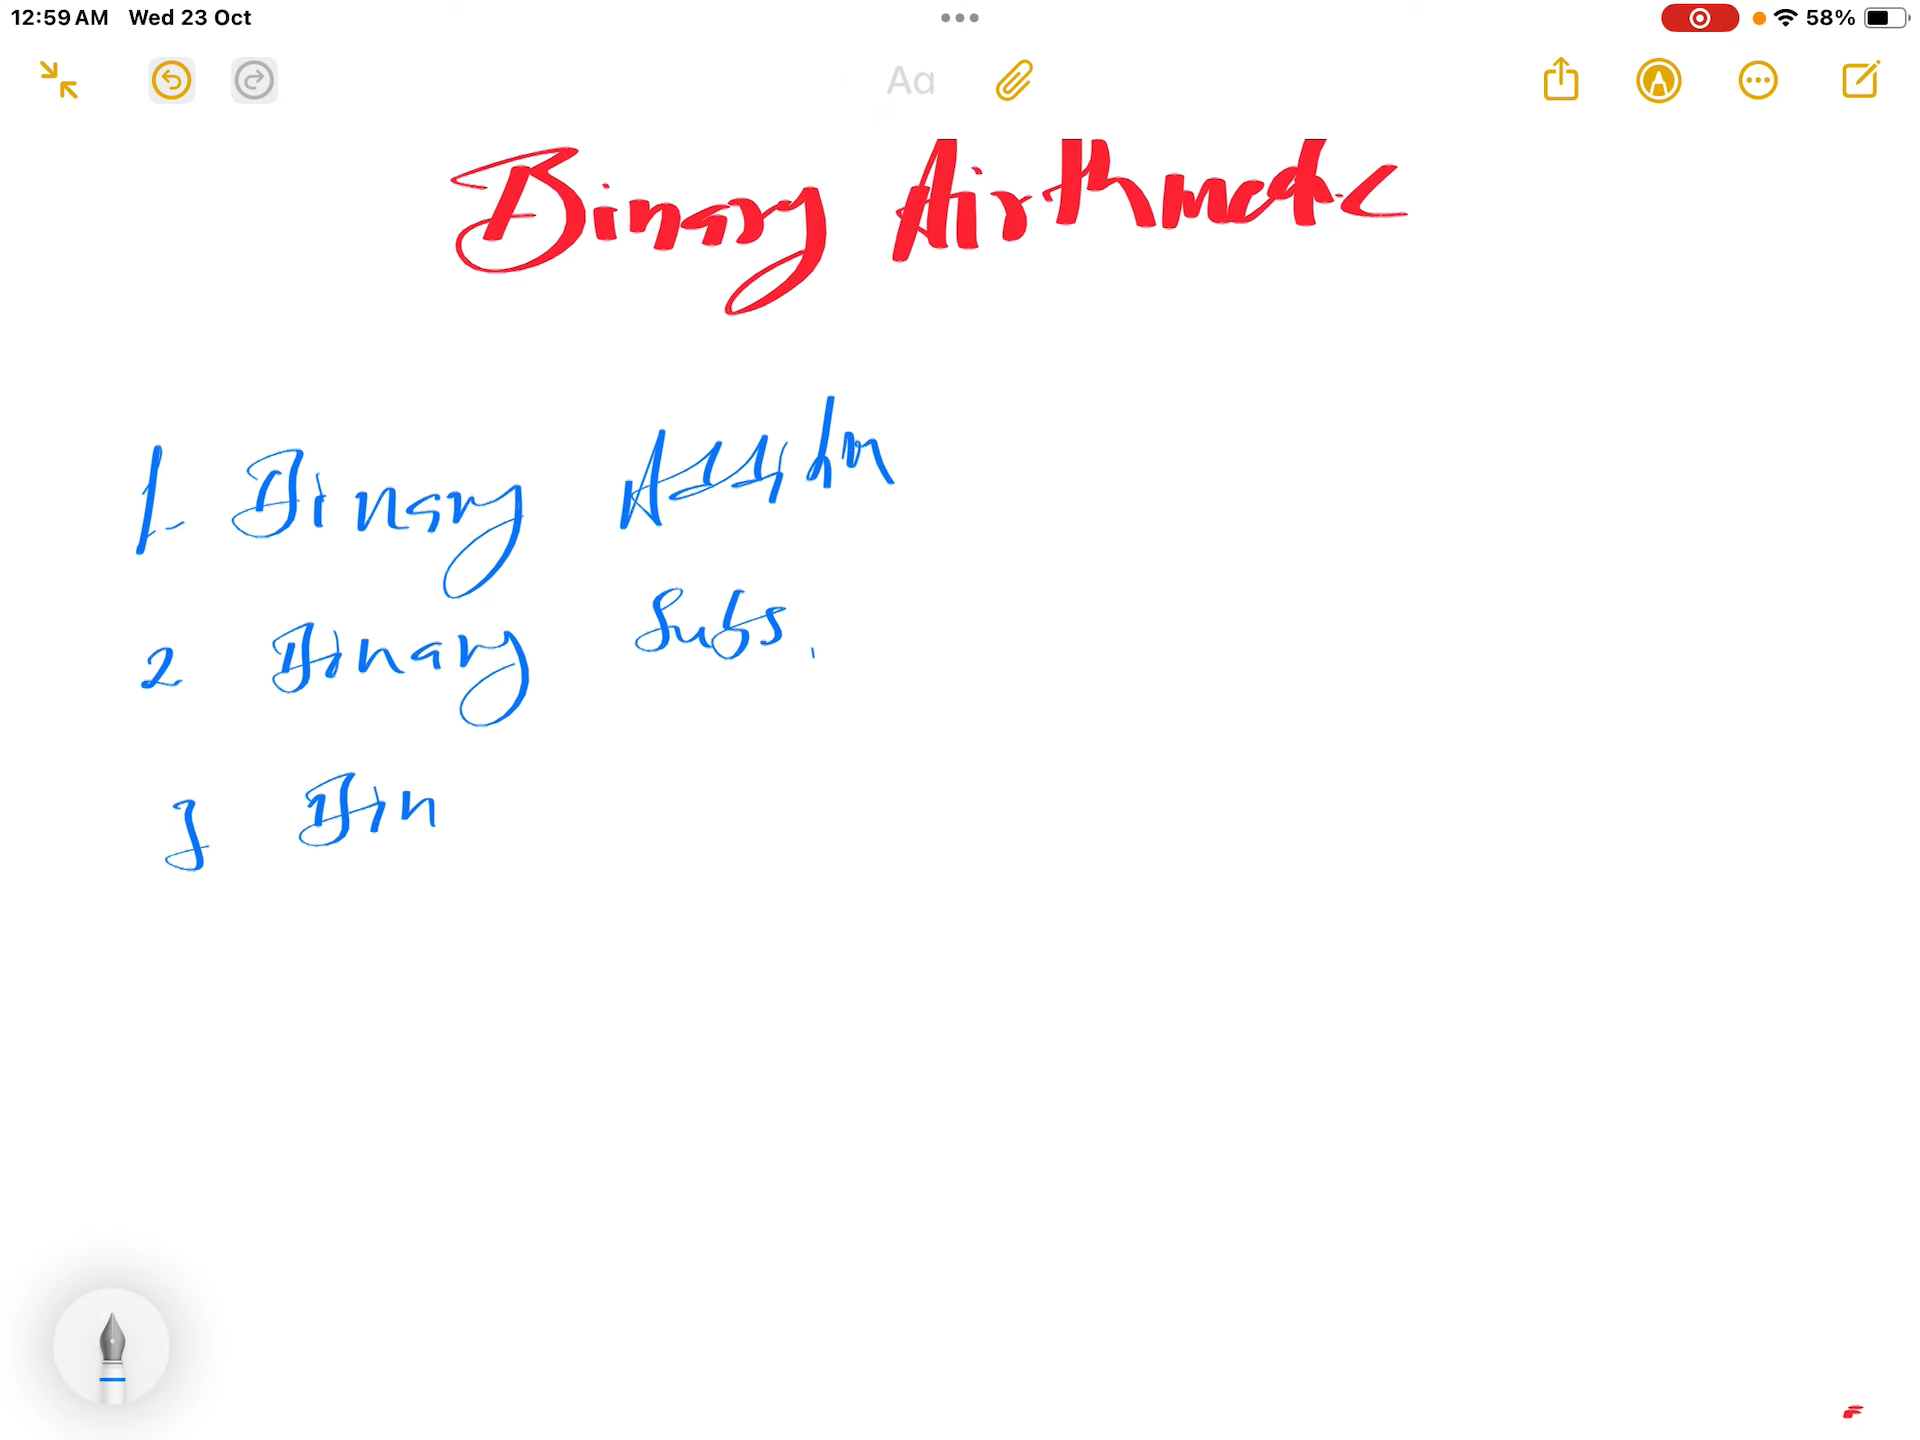 12:59 AM Wed 23 Oct
58%
Aa
Binary Airthmetic
1. Binary Addition
2 Binary Subs.
3 Bin